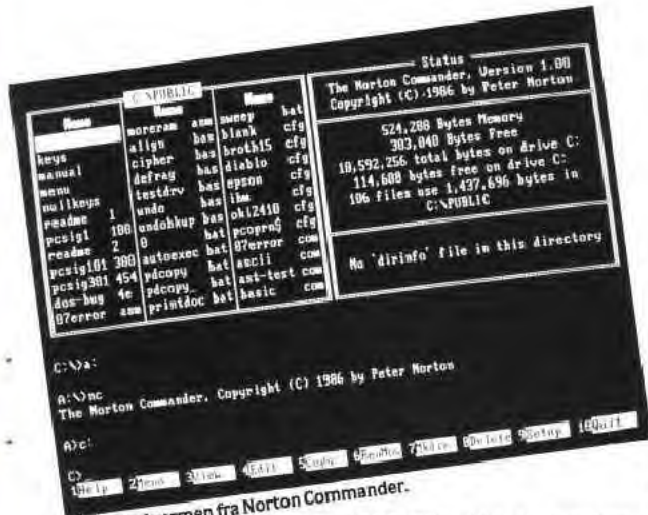 C:\PUBLIC
Name Name Name
moreram asm sweep bat
keys align bas blank cfg
manual cipher bas broth15 cfg
menu defrag bas diablo cfg
nullkeys testdrv bas epson cfg
readme 1 undo bas ibm cfg
pcsig1 100 undohkup bas oki2410 cfg
readme 2 0 bat pcoprn$ cfg
pcsig101 300 autoexec bat 87error com
pcsig301 454 pdcopy bat ascii com
dos-bug 4e pdcopy_ bat ast-test com
87error asm printdoc bat basic com
Status
The Norton Commander, Version 1.00
Copyright (C) 1986 by Peter Norton
524,288 Bytes Memory
303,040 Bytes Free
10,592,256 total bytes on drive C:
114,688 bytes free on drive C:
106 files use 1,437,696 bytes in
C:\PUBLIC
No 'dirinfo' file in this directory
C:\>a:
A:\>nc
The Norton Commander, Copyright (C) 1986 by Peter Norton
A>c:
C>_
1Help 2Menu 3View 4Edit 5Copy 6RenMov 7Mkdir 8Delete 9Setup 10Quit
fra Norton Commander.